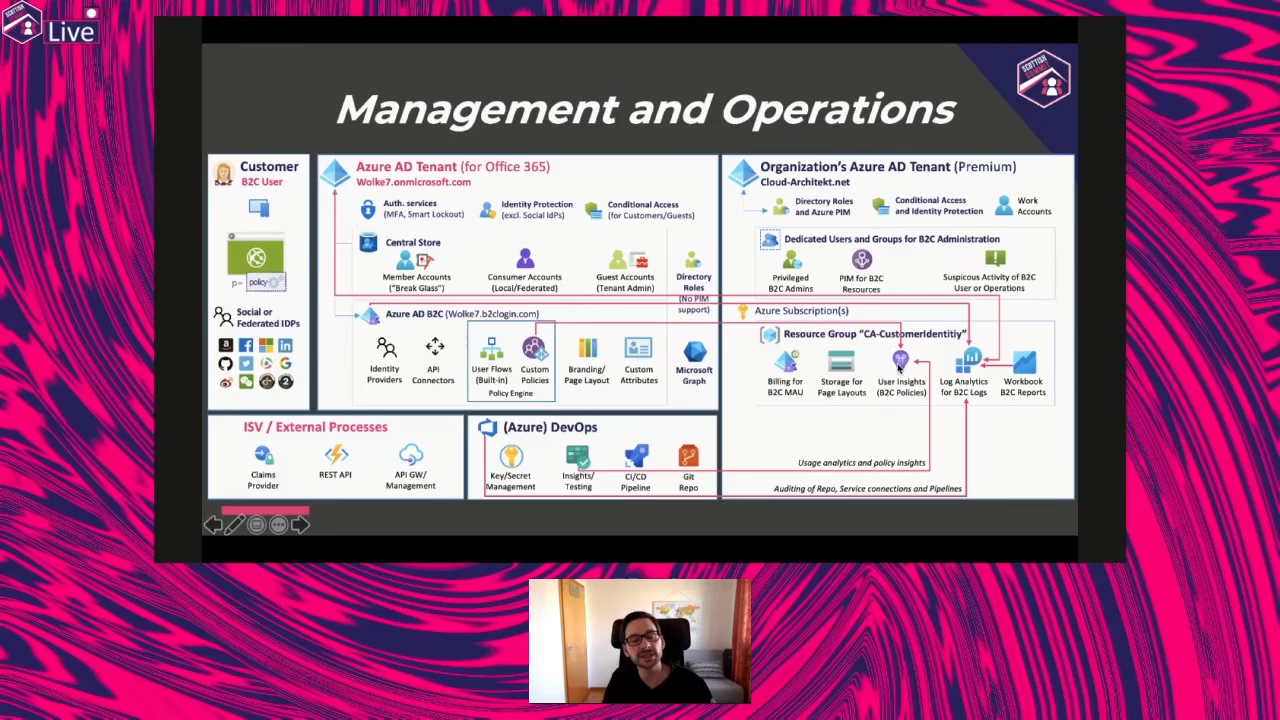 Live
SCOTTISH
SUMMIT
Management and Operations
Customer
B2C User
p=
policy
Social or
Federated IDPs
Azure AD Tenant (for Office 365)
Wolke7.onmicrosoft.com
Auth. services
(MFA, Smart Lockout)
Identity Protection
(excl. Social IdPs)
Conditional Access
(for Customers/Guests)
Central Store
Member Accounts
("Break Glass")
Consumer Accounts
(Local/Federated)
Guest Accounts
(Tenant Admin)
Directory
Roles
(No PIM
support)
Azure AD B2C (Wolke7.b2clogin.com)
Identity
Providers
API
Connectors
User Flows
(Built-in)
Custom
Policies
Policy Engine
Branding/
Page Layout
Custom
Attributes
Microsoft
Graph
Organization's Azure AD Tenant (Premium)
Cloud-Architekt.net
Directory Roles
and Azure PIM
Conditional Access
and Identity Protection
Work
Accounts
Dedicated Users and Groups for B2C Administration
Privileged
B2C Admins
PIM for B2C
Resources
Suspicious Activity of B2C
User or Operations
Azure Subscription(s)
Resource Group "CA-CustomerIdentitiy"
Billing for
B2C MAU
Storage for
Page Layouts
User Insights
(B2C Policies)
Log Analytics
for B2C Logs
Workbook
B2C Reports
Usage analytics and policy insights
Auditing of Repo, Service connections and Pipelines
ISV / External Processes
Claims
Provider
REST API
API GW/
Management
(Azure) DevOps
Key/Secret
Management
Insights/
Testing
CI/CD
Pipeline
Git
Repo